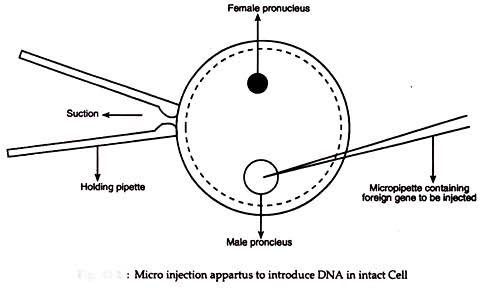 Female pronucleus
Suction
Holding pipette
Micropipette containing
foreign gene to be injected
Male proncieus
: Micro injection appartus to introduce DNA in intact Cell